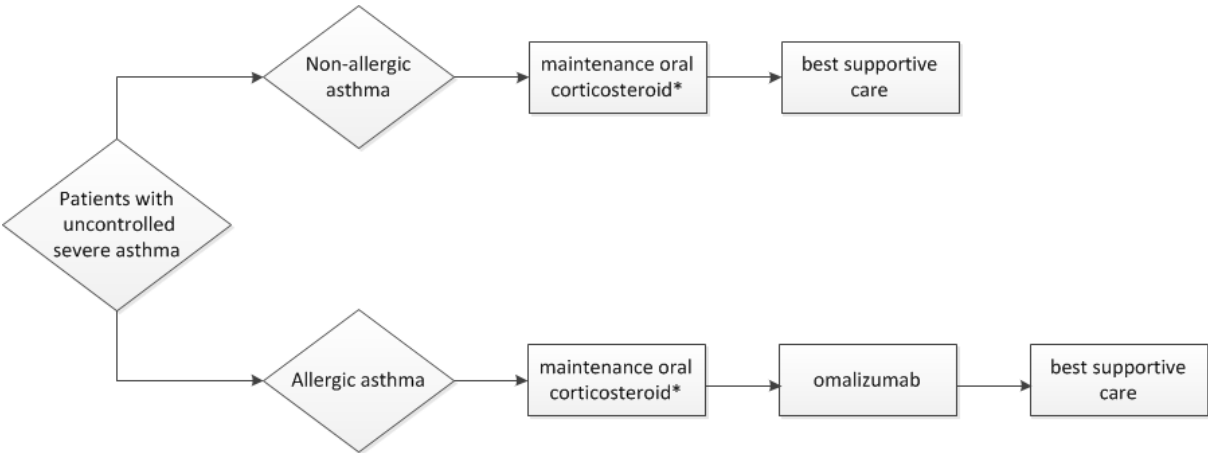 Non-allergic
asthma
maintenance oral
corticosteroid*
best supportive
care
Patients with
uncontrolled
severe asthma
Allergic asthma
maintenance oral
corticosteroid*
omalizumab
best supportive
care